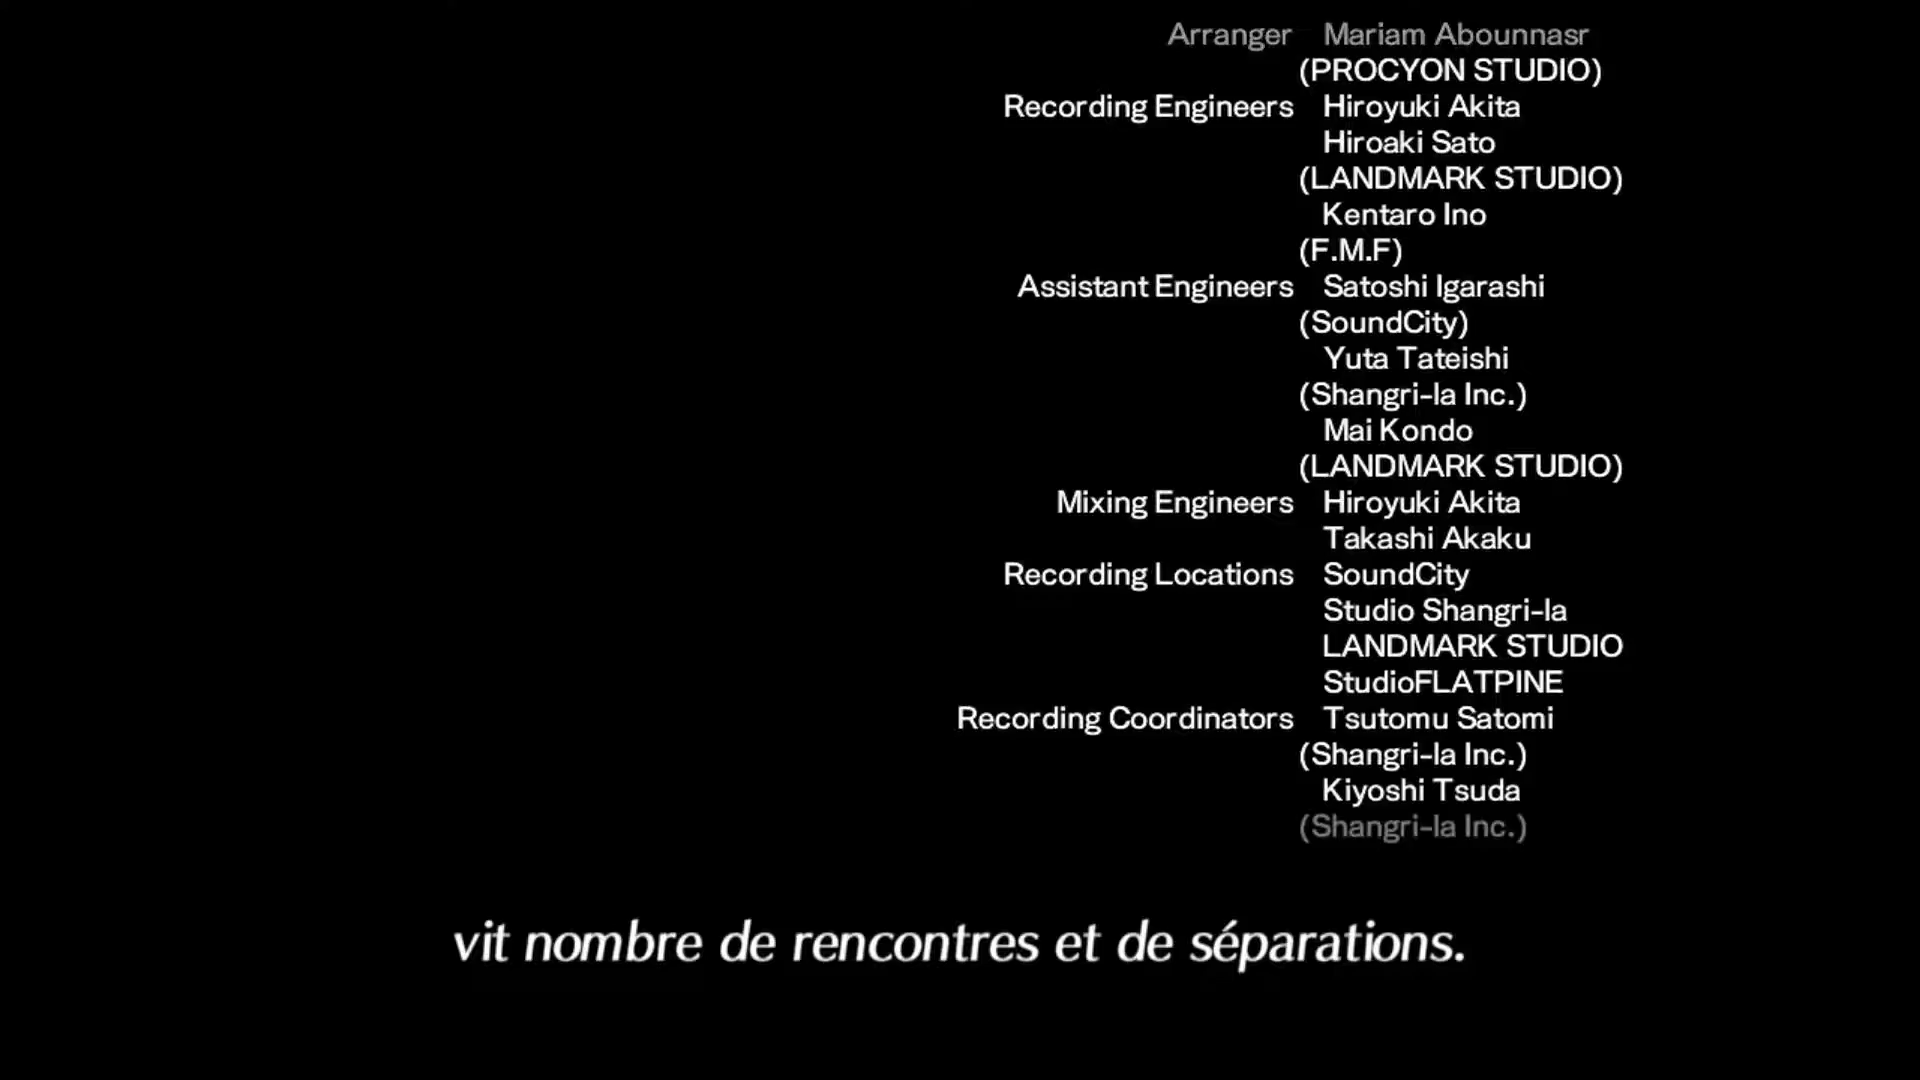 Arranger Mariam Abounnasr
(PROCYON STUDIO)
Recording Engineers Hiroyuki Akita
Hiroaki Sato
(LANDMARK STUDIO)
Kentaro Ino
(F.M.F)
Assistant Engineers Satoshi Igarashi
(SoundCity)
Yuta Tateishi
(Shangri-la Inc.)
Mai Kondo
(LANDMARK STUDIO)
Mixing Engineers Hiroyuki Akita
Takashi Akaku
Recording Locations SoundCity
Studio Shangri-la
LANDMARK STUDIO
StudioFLATPINE
Recording Coordinators Tsutomu Satomi
(Shangri-la Inc.)
Kiyoshi Tsuda
(Shangri-la Inc.)
vit nombre de rencontres et de séparations.